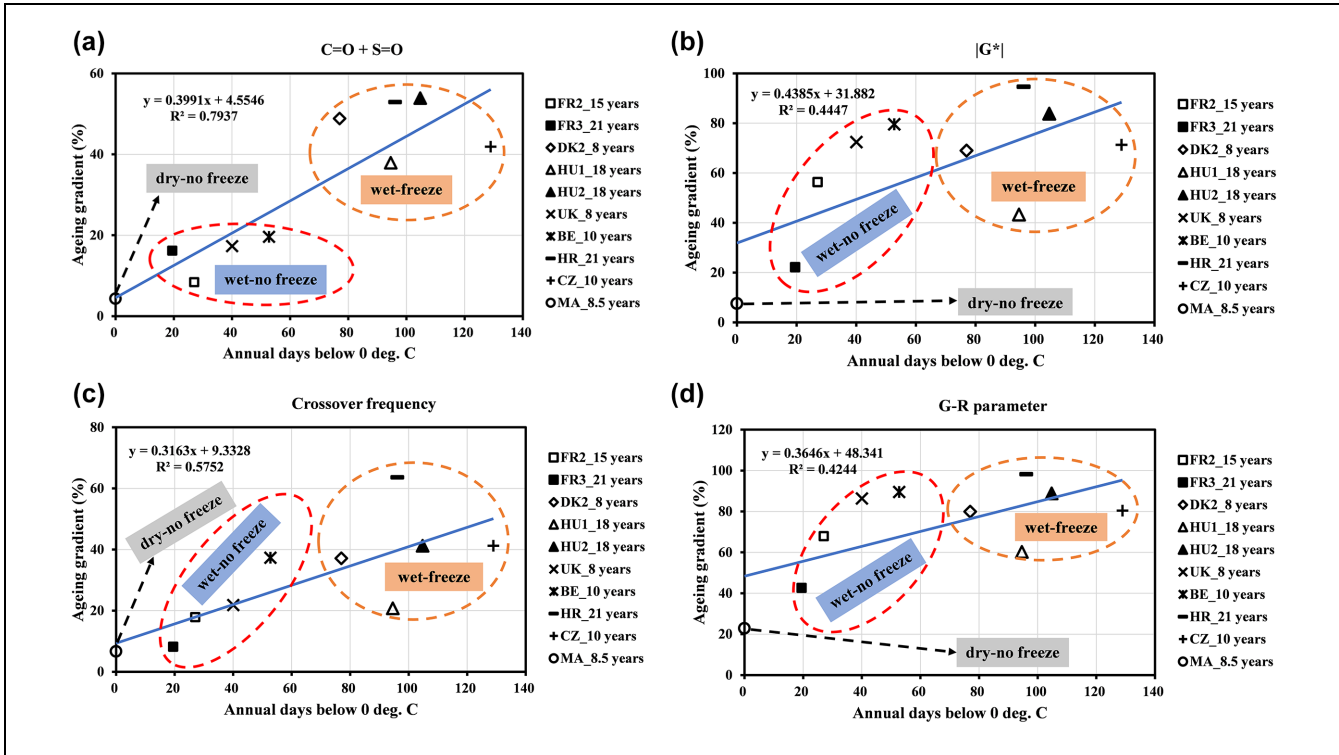 (a)
C=O + S=O
60
40
20
0
0
20
40
60
80
100
120
140
Ageing gradient (%)
Annual days below 0 deg. C
y = 0.3991x + 4.5546
R² = 0.7937
dry-no freeze
wet-freeze
wet-no freeze
FR2_15 years
FR3_21 years
DK2_8 years
HU1_18 years
HU2_18 years
UK_8 years
BE_10 years
HR_21 years
CZ_10 years
MA_8.5 years
(b)
|G*|
100
80
60
40
20
0
0
20
40
60
80
100
120
140
Ageing gradient (%)
Annual days below 0 deg. C
y = 0.4385x + 31.882
R² = 0.4447
wet-freeze
wet-no freeze
dry-no freeze
FR2_15 years
FR3_21 years
DK2_8 years
HU1_18 years
HU2_18 years
UK_8 years
BE_10 years
HR_21 years
CZ_10 years
MA_8.5 years
(c)
Crossover frequency
80
60
40
20
0
0
20
40
60
80
100
120
140
Ageing gradient (%)
Annual days below 0 deg. C
y = 0.3163x + 9.3328
R² = 0.5752
dry-no freeze
wet-no freeze
wet-freeze
FR2_15 years
FR3_21 years
DK2_8 years
HU1_18 years
HU2_18 years
UK_8 years
BE_10 years
HR_21 years
CZ_10 years
MA_8.5 years
(d)
G-R parameter
120
100
80
60
40
20
0
0
20
40
60
80
100
120
140
Ageing gradient (%)
Annual days below 0 deg. C
y = 0.3646x + 48.341
R² = 0.4244
wet-freeze
wet-no freeze
dry-no freeze
FR2_15 years
FR3_21 years
DK2_8 years
HU1_18 years
HU2_18 years
UK_8 years
BE_10 years
HR_21 years
CZ_10 years
MA_8.5 years